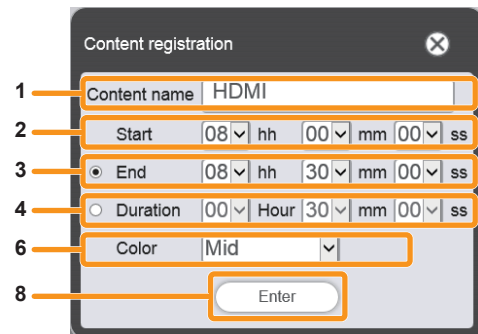 Content registration
1 Content name HDMI
2 Start 08 hh 00 mm 00 ss
3 End 08 hh 30 mm 00 ss
4 Duration 00 Hour 30 mm 00 ss
6 Color Mid
8 Enter